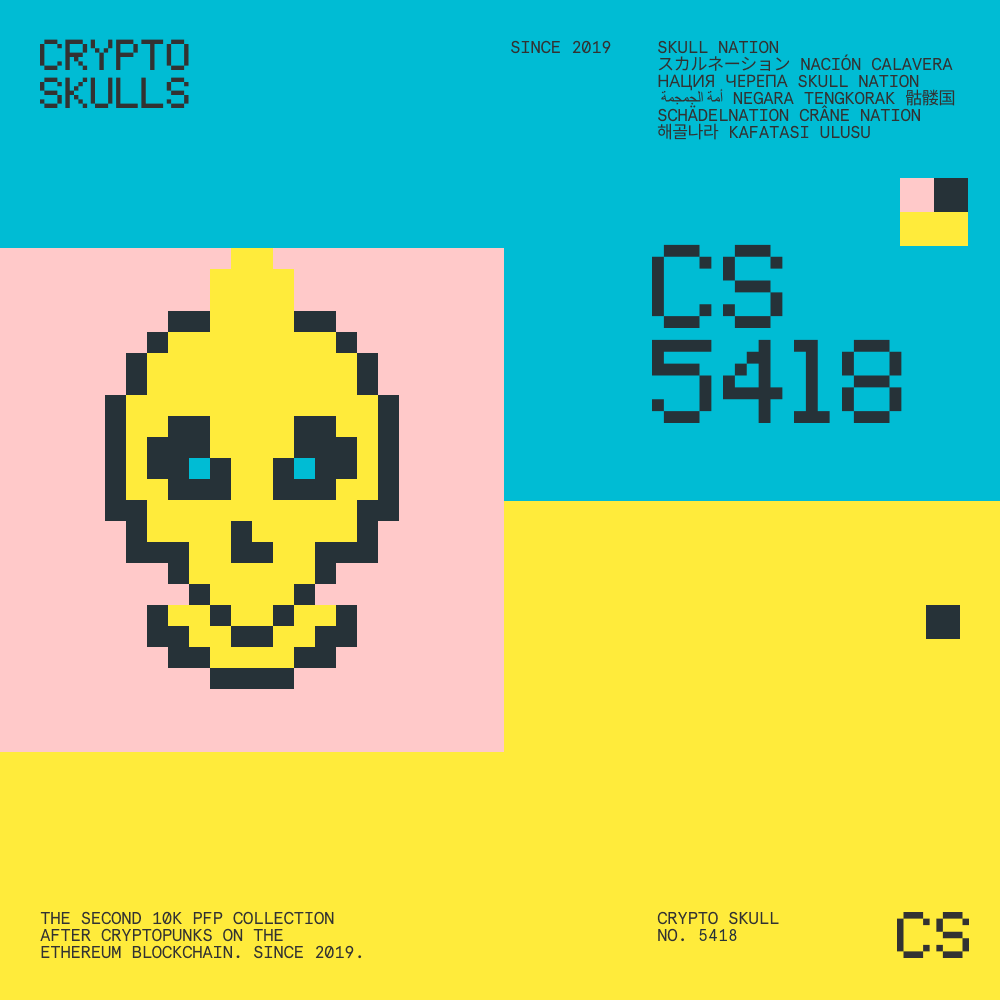 CRYPTO
SKULLS
SINCE 2019
SKULL NATION
スカルネーション NACIÓN CALAVERA
НАЦИЯ ЧЕРЕПА SKULL NATION
أمة الجمجمة NEGARA TENGKORAK 骷髅国
SCHÄDELNATION CRÂNE NATION
해골나라 KAFATASI ULUSU
CS
5418
THE SECOND 10K PFP COLLECTION
AFTER CRYPTOPUNKS ON THE
ETHEREUM BLOCKCHAIN. SINCE 2019.
CRYPTO SKULL
NO. 5418
CS